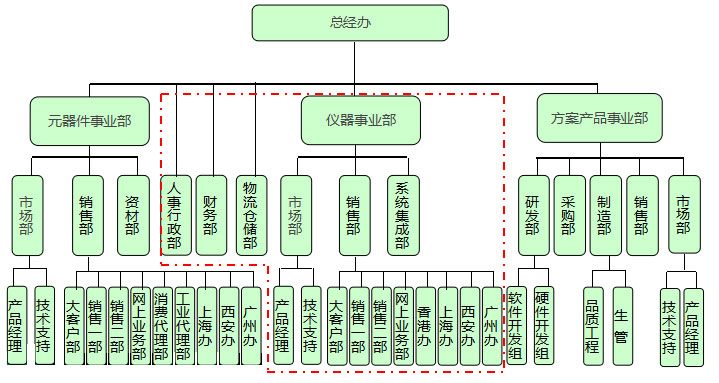 总经办
元器件事业部
仪器事业部
方案产品事业部
市场部
销售部
资材部
人事行政部
财务部
物流仓储部
市场部
销售部
系统集成部
研发部
采购部
制造部
销售部
市场部
产品经理
技术支持
大客户部
销售一部
销售二部
网上业务部
消费代理部
工业代理部
上海办
西安办
广州办
产品经理
技术支持
大客户部
销售一部
销售二部
网上业务部
香港办
上海办
西安办
广州办
软件开发组
硬件开发组
品质工程
生管
技术支持
产品经理